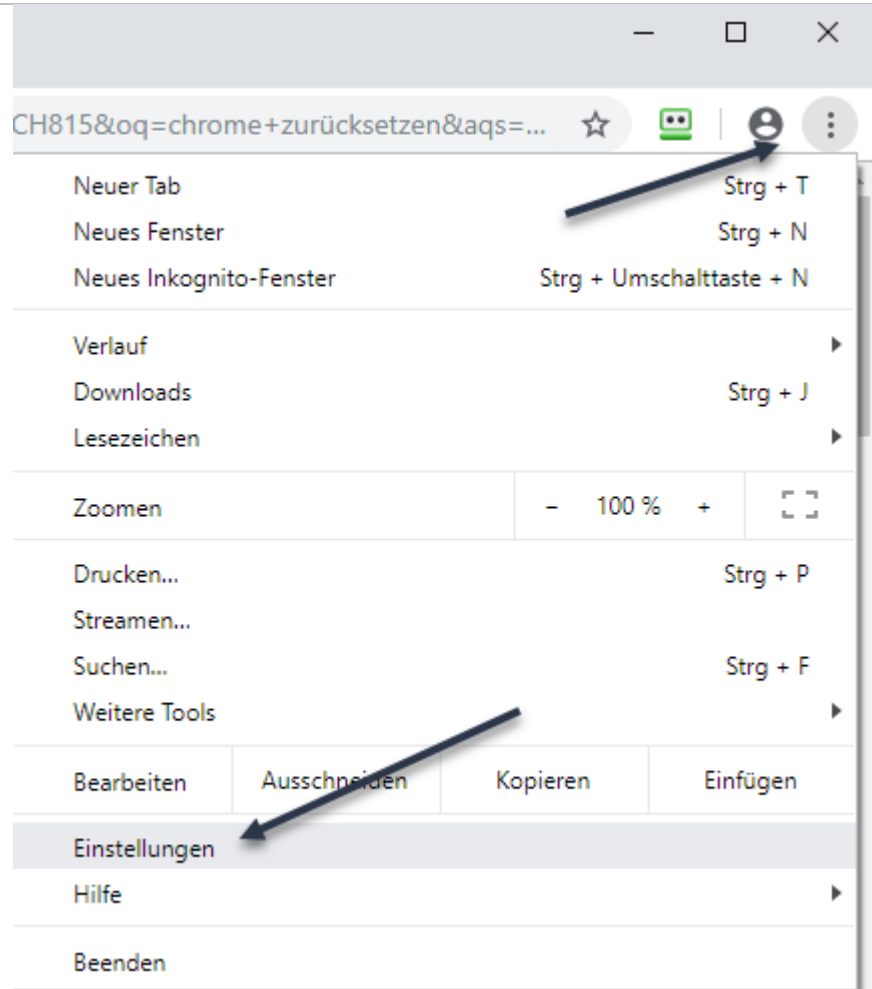 CH815&oq=chrome+zurücksetzen&aqs=...
Neuer Tab Strg + T
Neues Fenster Strg + N
Neues Inkognito-Fenster Strg + Umschalttaste + N
Verlauf
Downloads Strg + J
Lesezeichen
Zoomen - 100 % +
Drucken... Strg + P
Streamen...
Suchen... Strg + F
Weitere Tools
Bearbeiten Ausschneiden Kopieren Einfügen
Einstellungen
Hilfe
Beenden